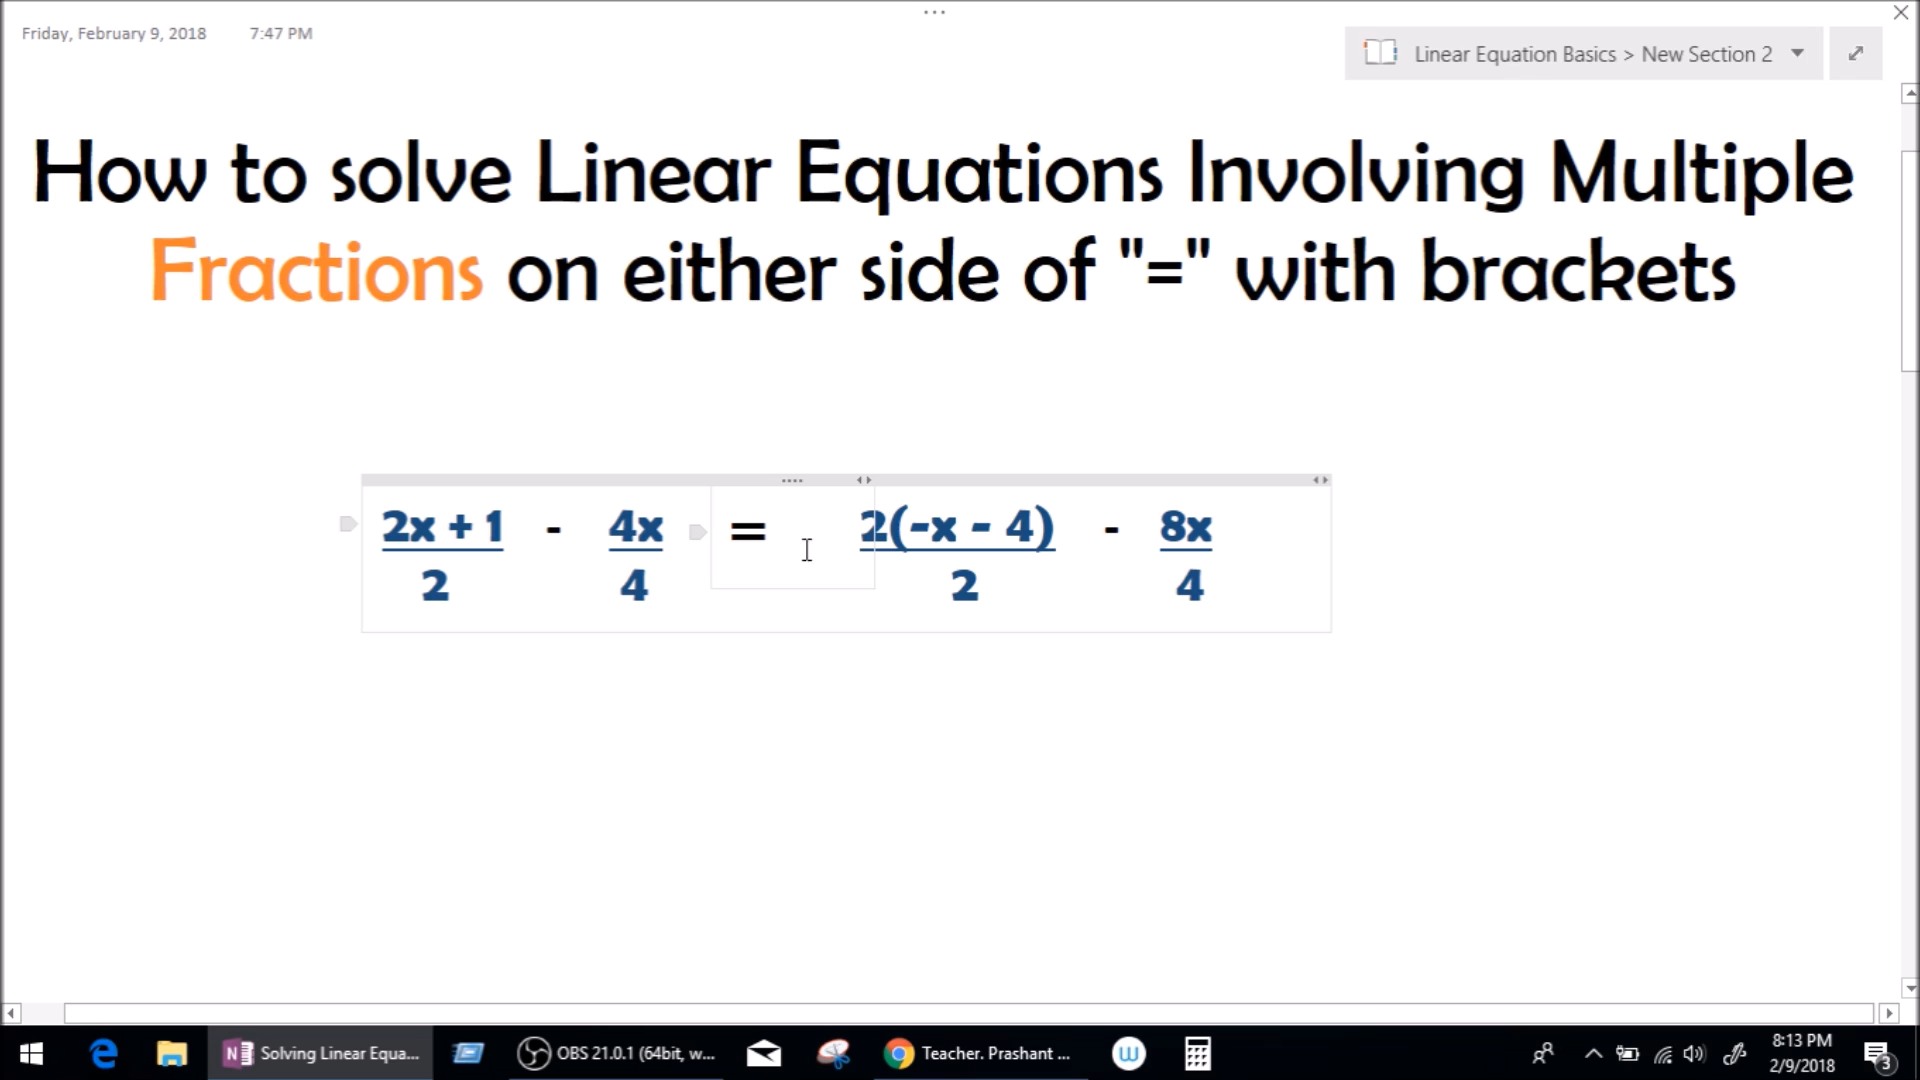 Friday, February 9, 2018 7:47 PM
Linear Equation Basics > New Section 2
How to solve Linear Equations Involving Multiple
Fractions on either side of "=" with brackets
2x + 1 - 4x = 2(-x - 4) - 8x
2 4 2 4
Solving Linear Equa...
OBS 21.0.1 (64bit, w...
Teacher. Prashant ...
8:13 PM
2/9/2018
3